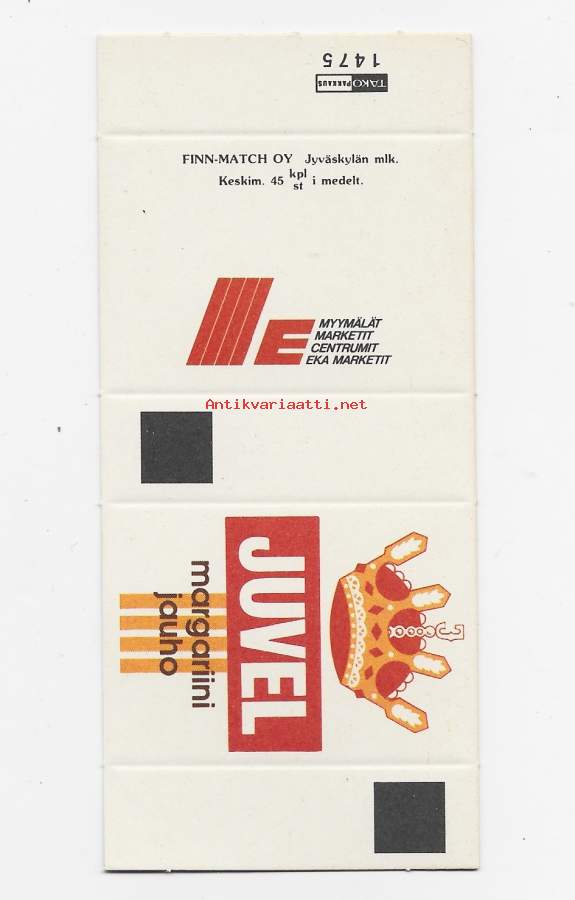 1475
TAKO PAKKAUS
FINN-MATCH OY Jyväskylän mlk.
Keskim. 45 kpl/st i medelt.
E
MYYMÄLÄT
MARKETIT
CENTRUMIT
EKA MARKETIT
Antikvariaatti.net
JUVEL
margariini
jauho
J